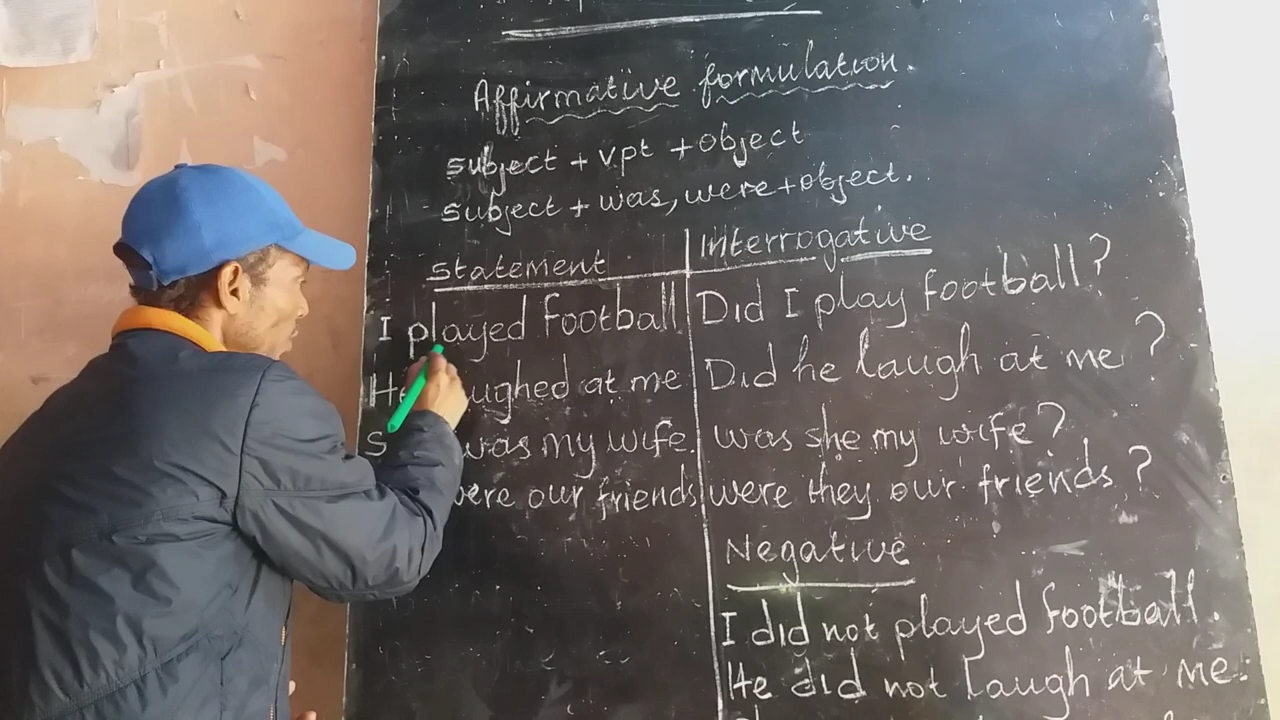 Affirmative formulation.
subject + vpt + object
subject + was, were + object.
Statement
I played football
He ughed at me
S was my wife.
were our friends
Interrogative
Did I play football?
Did he laugh at me?
was she my wife?
were they our friends?
Negative
I did not played football.
He did not laugh at me.